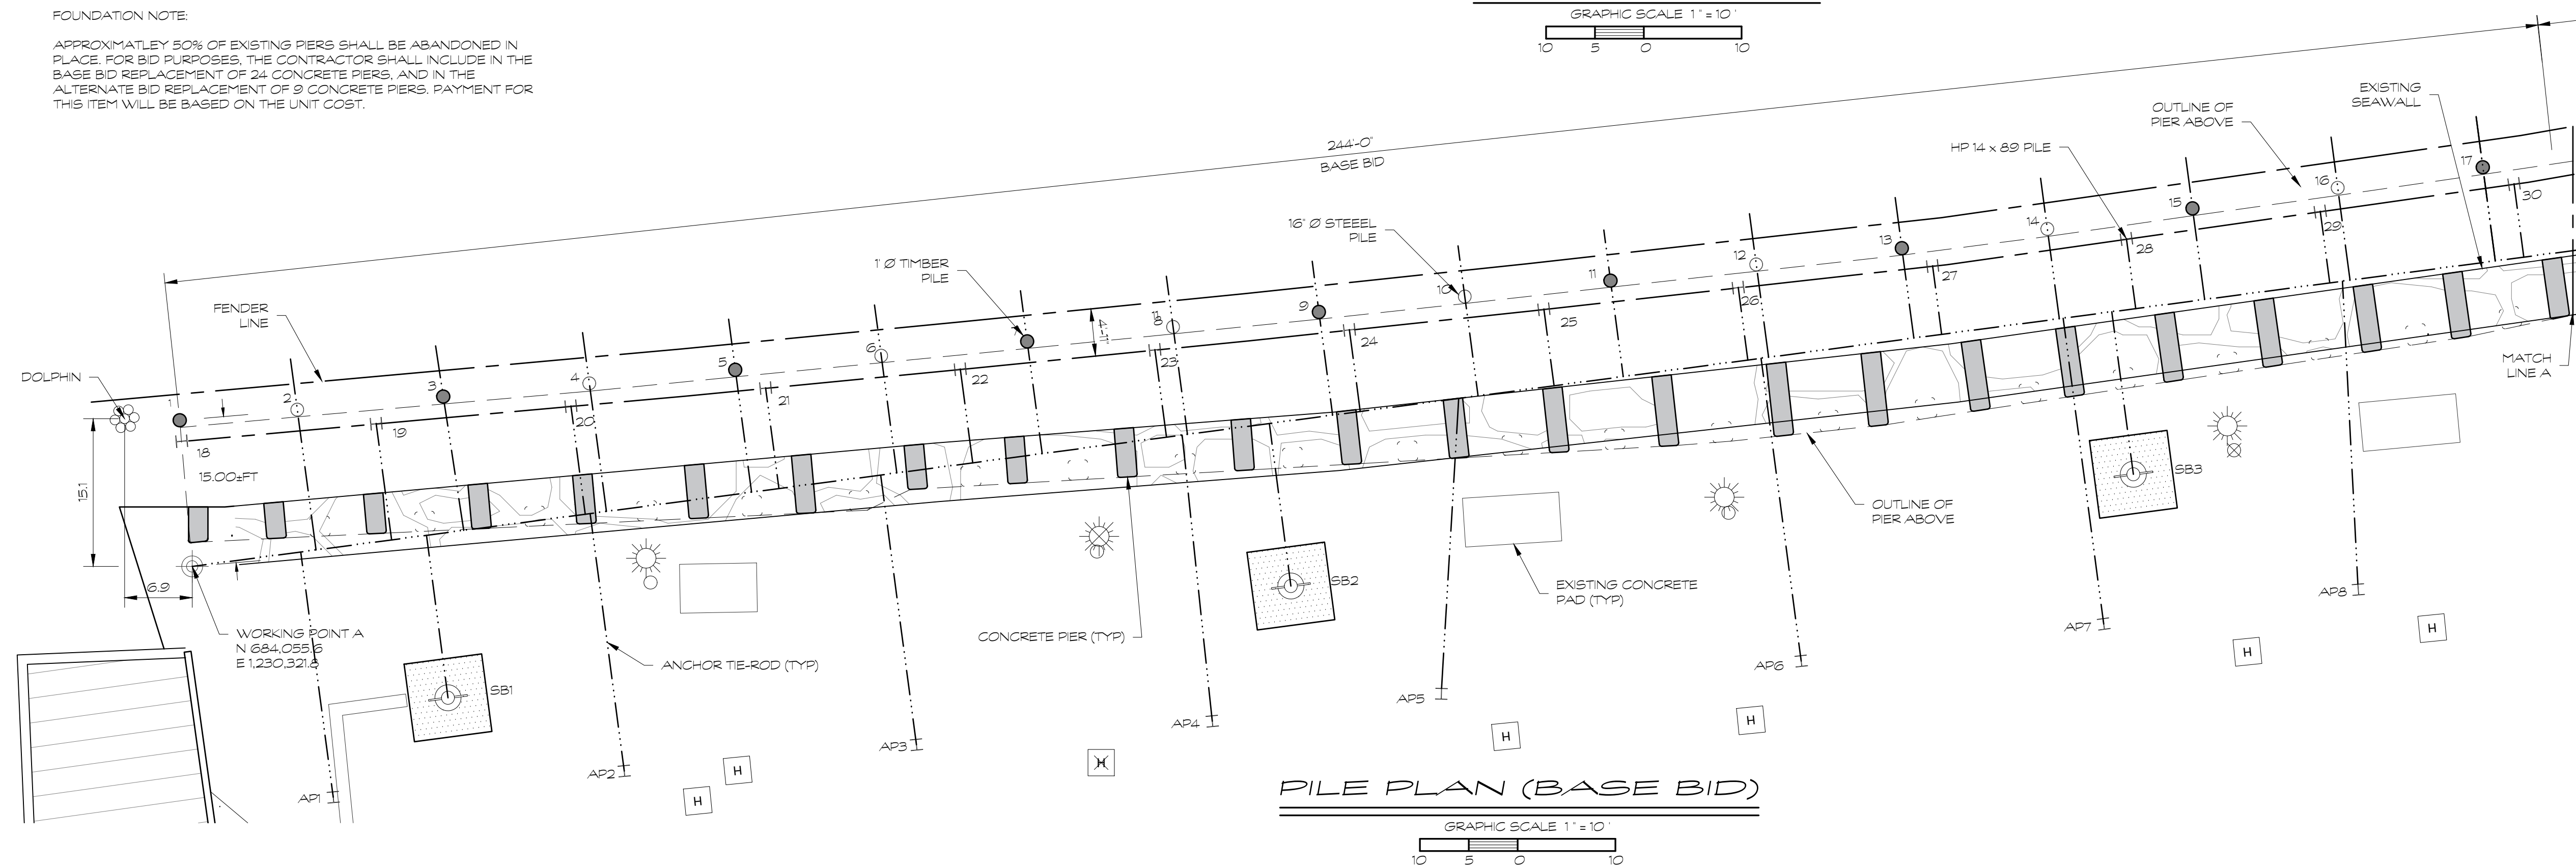 FOUNDATION NOTE:
APPROXIMATLEY 50% OF EXISTING PIERS SHALL BE ABANDONED IN
PLACE. FOR BID PURPOSES, THE CONTRACTOR SHALL INCLUDE IN THE
BASE BID REPLACEMENT OF 24 CONCRETE PIERS, AND IN THE
ALTERNATE BID REPLACEMENT OF 9 CONCRETE PIERS. PAYMENT FOR
THIS ITEM WILL BE BASED ON THE UNIT COST.
GRAPHIC SCALE 1 " = 10 '
10 5 0 10
244'-0"
BASE BID
EXISTING
SEAWALL
OUTLINE OF
PIER ABOVE
HP 14 x 89 PILE
16" Ø STEEEL
PILE
1' Ø TIMBER
PILE
FENDER
LINE
DOLPHIN
1
2
3
4
5
6
8
9
10
11
12
13
14
15
16
17
18
19
20
21
22
23
24
25
26
27
28
29
30
15.00±FT
15.1
6.9
WORKING POINT A
N 684,055.6
E 1,230,321.8
CONCRETE PIER (TYP)
ANCHOR TIE-ROD (TYP)
EXISTING CONCRETE
PAD (TYP)
OUTLINE OF
PIER ABOVE
MATCH
LINE A
SB1
SB2
SB3
AP1
AP2
AP3
AP4
AP5
AP6
AP7
AP8
H
H
H
H
H
H
H
PILE PLAN (BASE BID)
GRAPHIC SCALE 1 " = 10 '
10 5 0 10